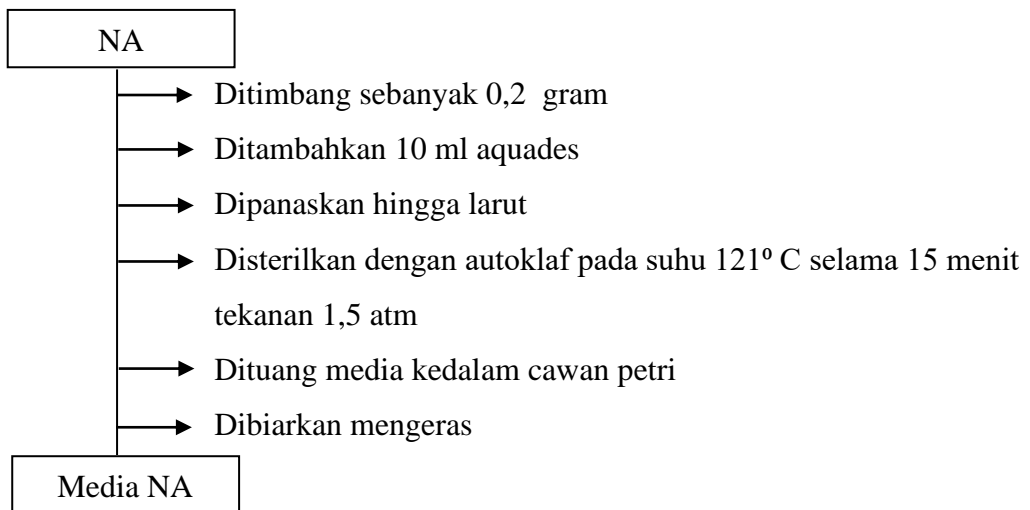 NA
Ditimbang sebanyak 0,2 gram
Ditambahkan 10 ml aquades
Dipanaskan hingga larut
Disterilkan dengan autoklaf pada suhu 121⁰ C selama 15 menit
tekanan 1,5 atm
Dituang media kedalam cawan petri
Dibiarkan mengeras
Media NA